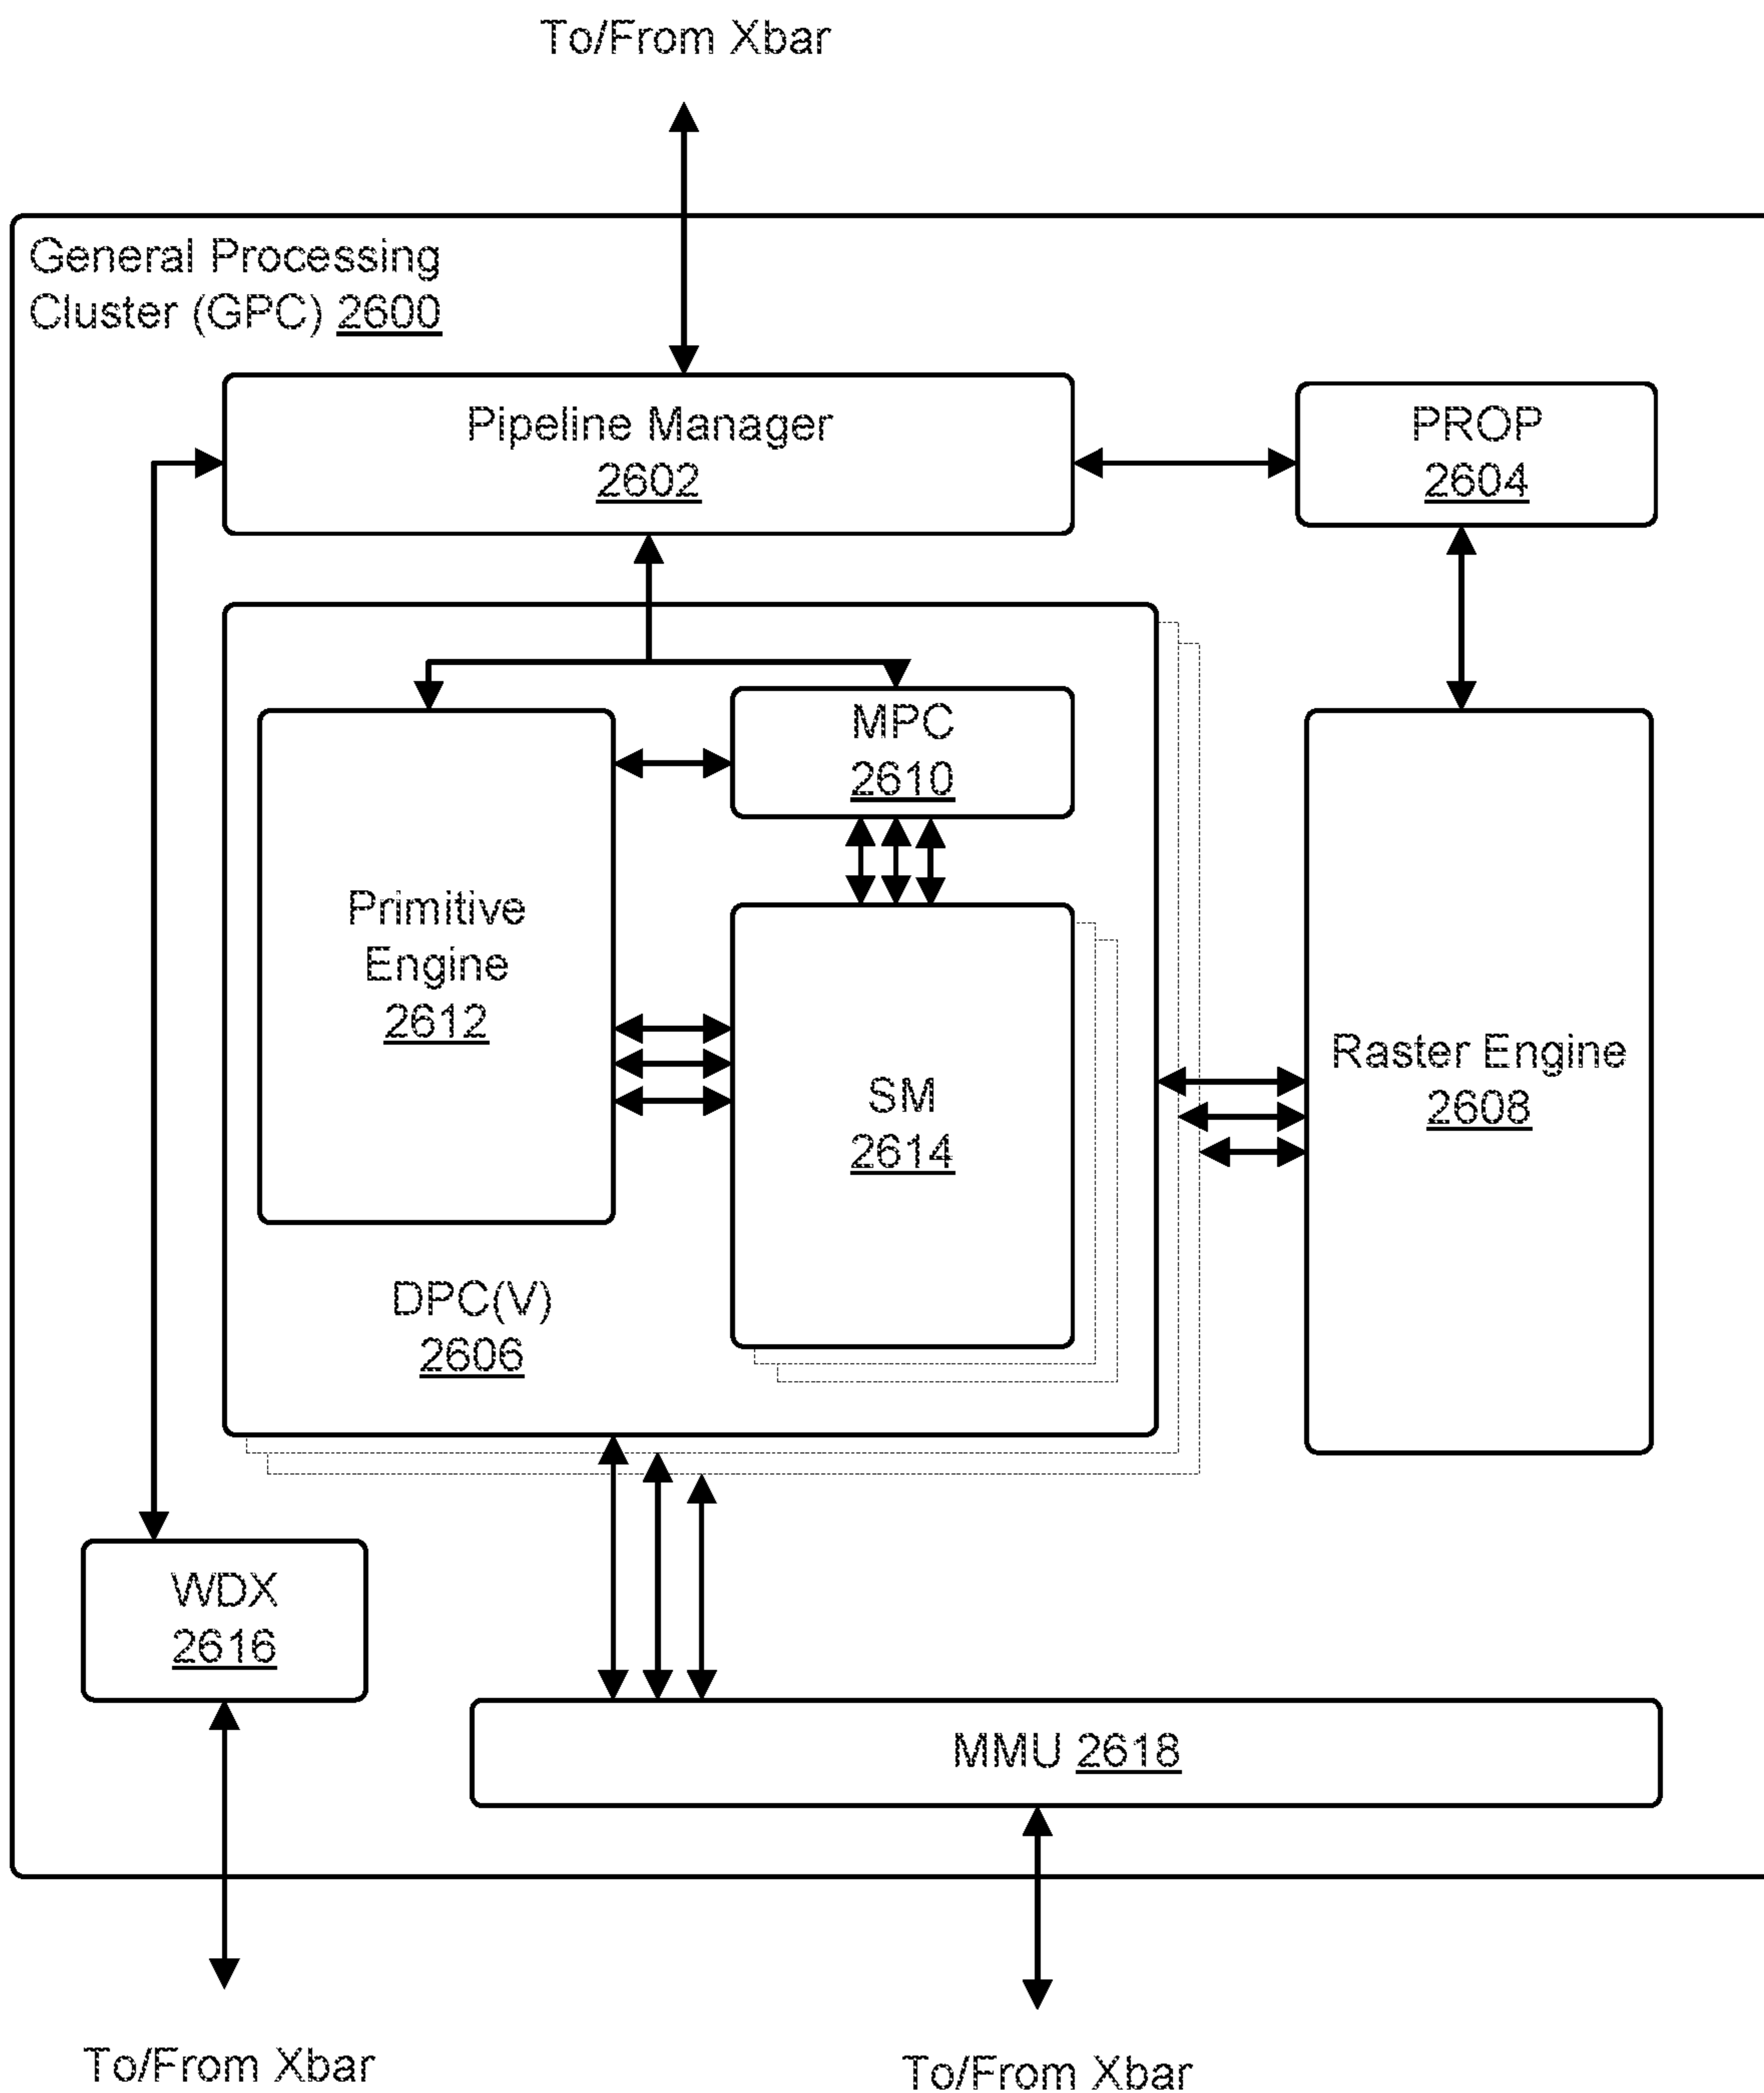 To/From Xbar
General Processing
Cluster (GPC) 2600
Pipeline Manager
2602
PROP
2604
MPC
2610
Primitive
Engine
2612
SM
2614
Raster Engine
2608
DPC(V)
2606
WDX
2616
MMU 2618
To/From Xbar
To/From Xbar